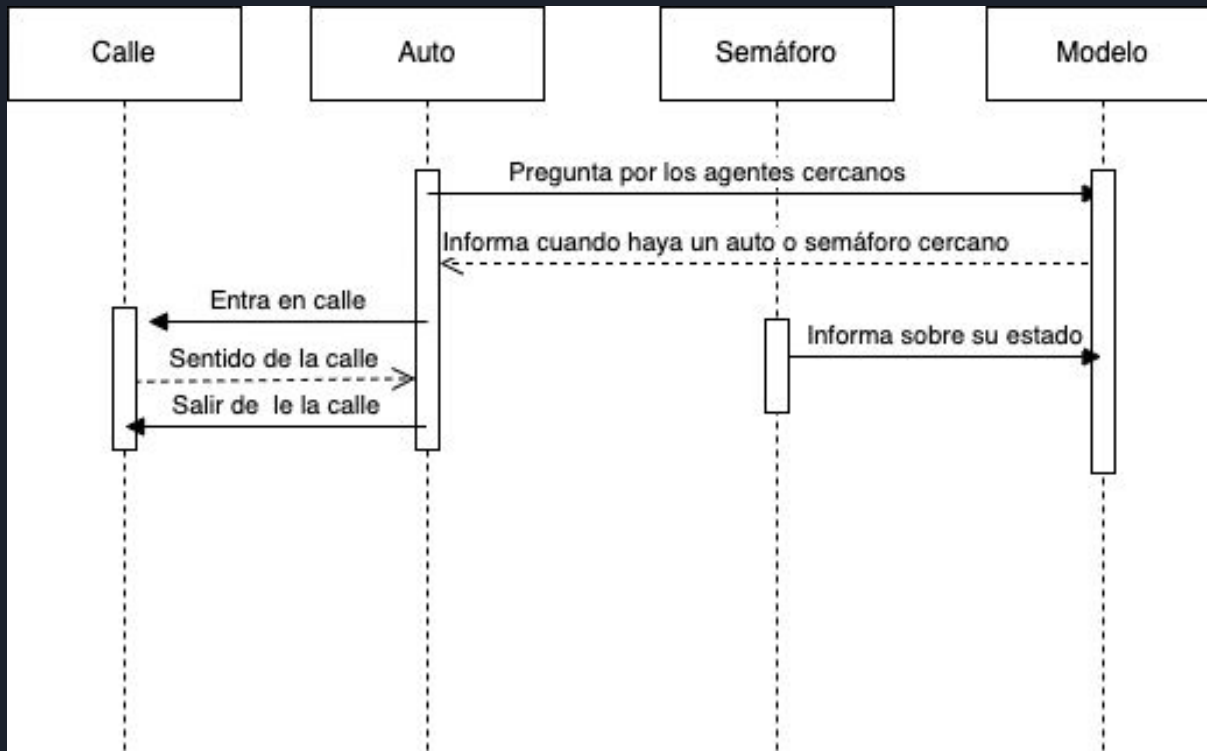 Calle
Auto
Semáforo
Modelo
Pregunta por los agentes cercanos
Informa cuando haya un auto o semáforo cercano
Entra en calle
Informa sobre su estado
Sentido de la calle
Salir de  le la calle